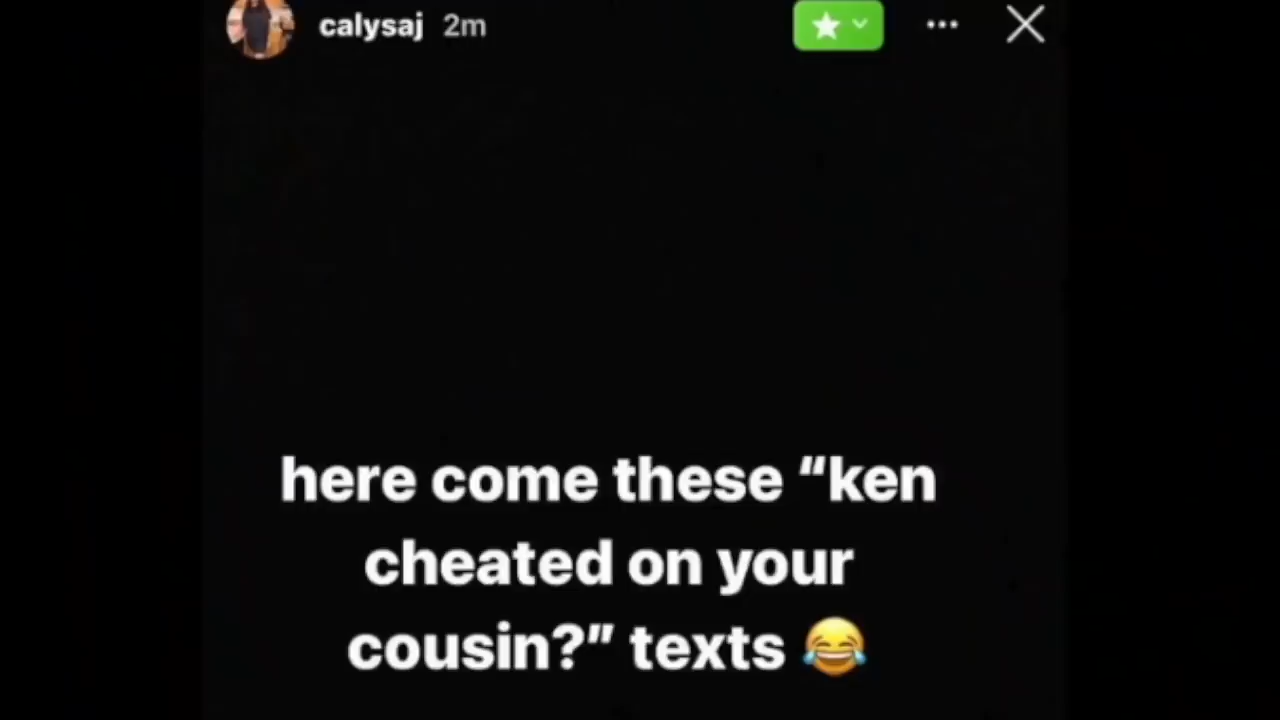 calysaj 2m
here come these “ken
cheated on your
cousin?” texts 😂